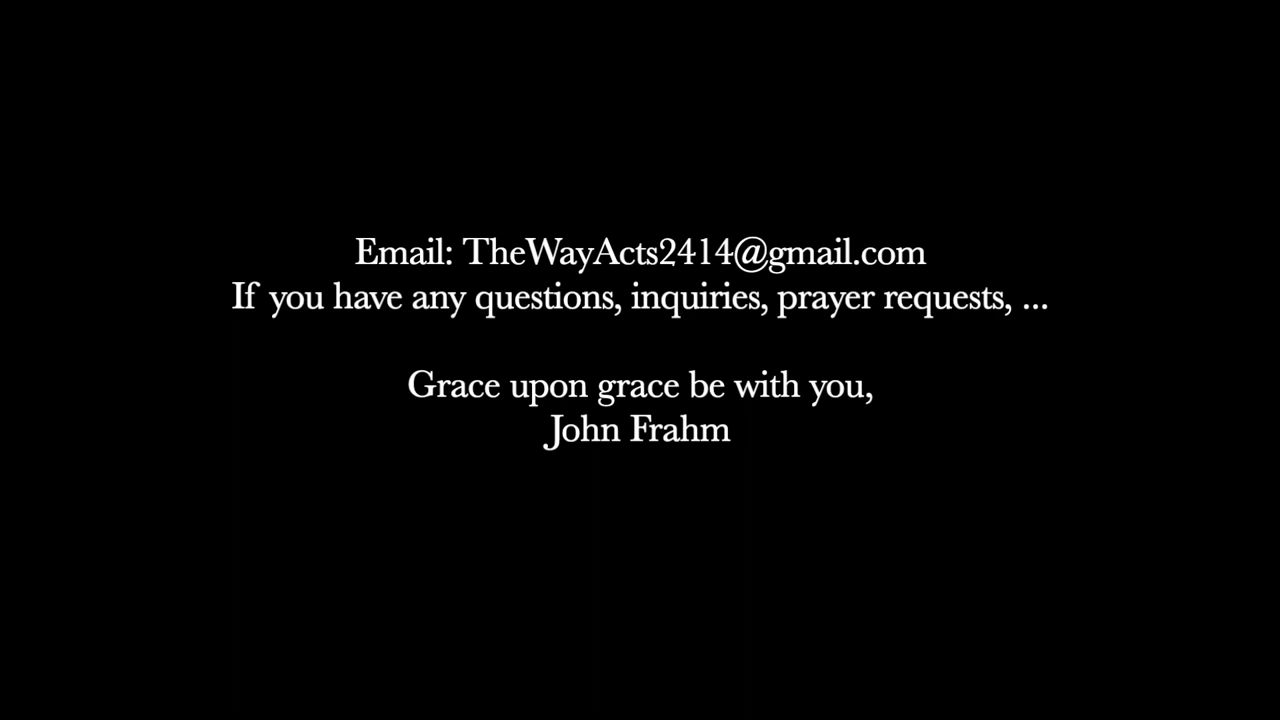 Email: TheWayActs2414@gmail.com
If you have any questions, inquiries, prayer requests, ...
Grace upon grace be with you,
John Frahm